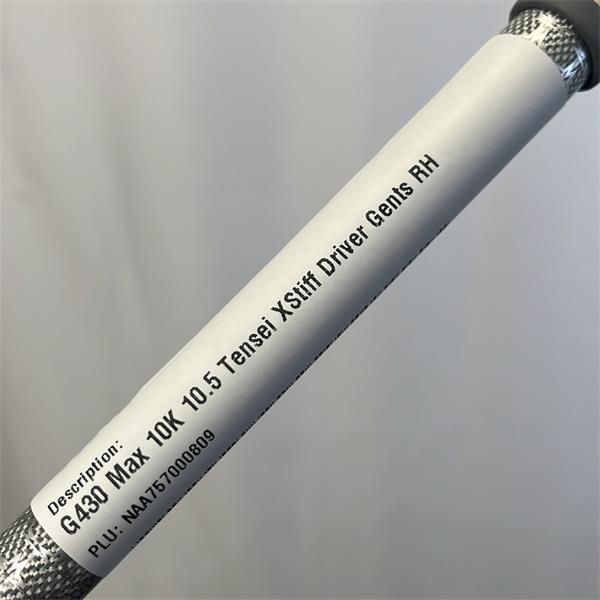 Description:
G430 Max 10K 10.5 Tensei XStiff Driver Gents RH
PLU: NAA757000809